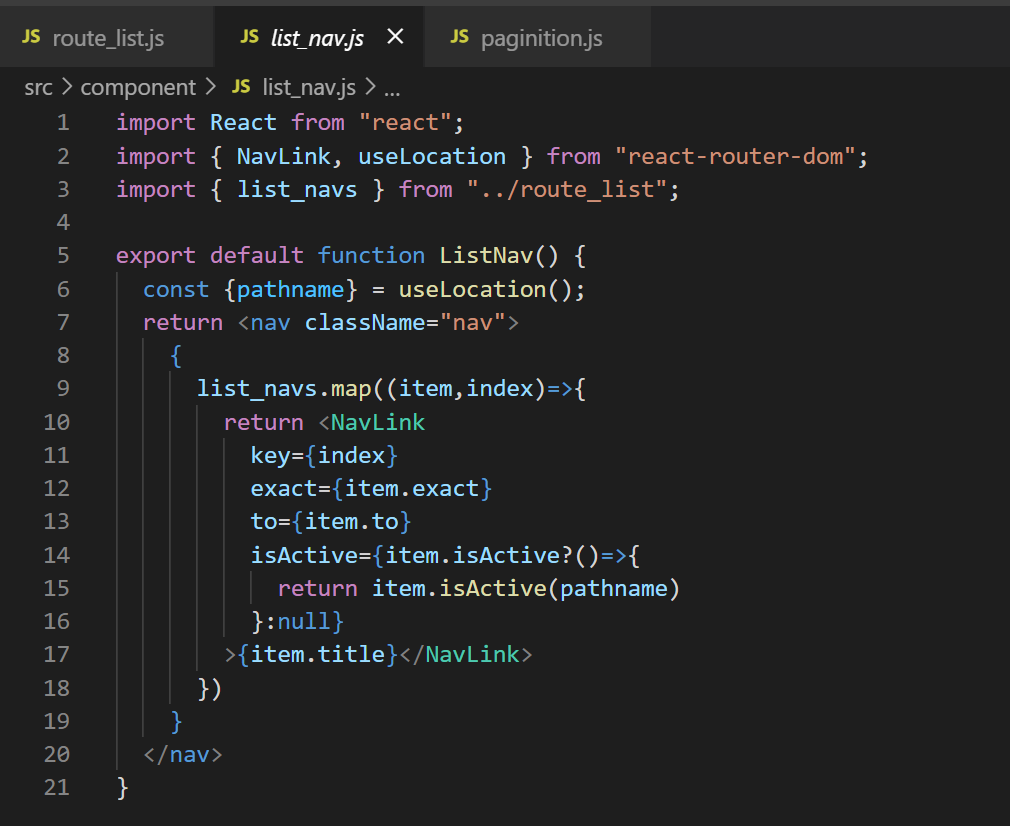 JS route_list.js JS list_nav.js × JS paginition.js
src > component > JS list_nav.js > ...
1 import React from "react";
2 import { NavLink, useLocation } from "react-router-dom";
3 import { list_navs } from "../route_list";
4
5 export default function ListNav() {
6   const {pathname} = useLocation();
7   return <nav className="nav">
8     {
9       list_navs.map((item,index)=>{
10         return <NavLink
11           key={index}
12           exact={item.exact}
13           to={item.to}
14           isActive={item.isActive?()=>{
15             return item.isActive(pathname)
16           }:null}
17         >{item.title}</NavLink>
18       })
19     }
20   </nav>
21 }